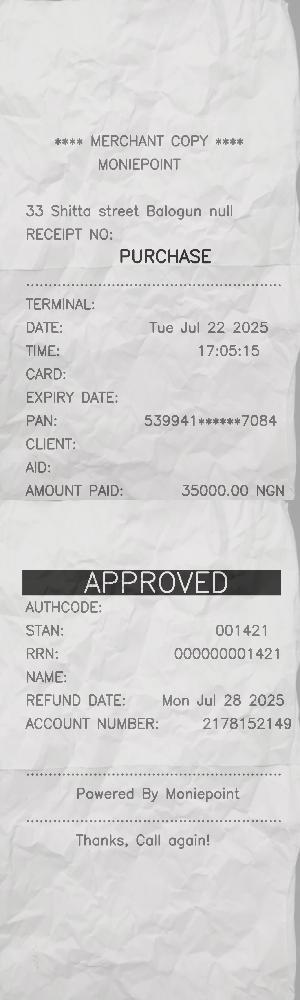 **** MERCHANT COPY ****
MONIEPOINT
33 Shitta street Balogun null
RECEIPT NO:
PURCHASE
TERMINAL:
DATE: Tue Jul 22 2025
TIME: 17:05:15
CARD:
EXPIRY DATE:
PAN: 539941******7084
CLIENT:
AID:
AMOUNT PAID: 35000.00 NGN
APPROVED
AUTHCODE:
STAN: 001421
RRN: 000000001421
NAME:
REFUND DATE: Mon Jul 28 2025
ACCOUNT NUMBER: 2178152149
Powered By Moniepoint
Thanks, Call again!